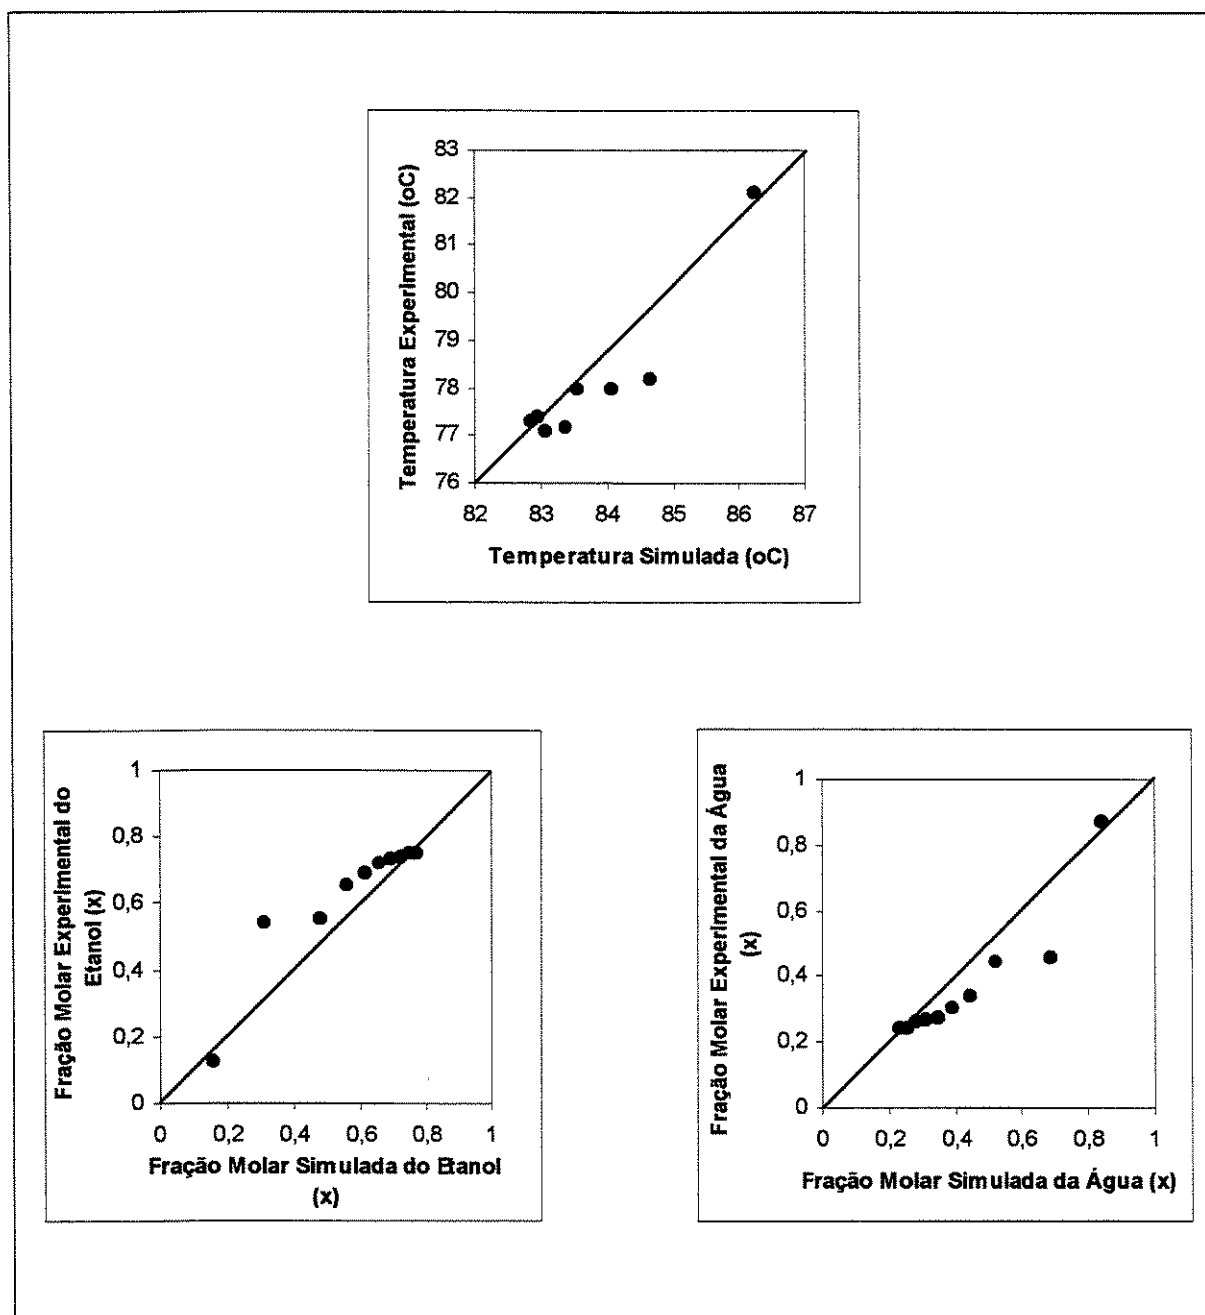 Temperatura Experimental (oC)
83
82
81
80
79
78
77
76
82 83 84 85 86 87
Temperatura Simulada (oC)
Fração Molar Experimental do
Etanol (x)
1
0,8
0,6
0,4
0,2
0
0 0,2 0,4 0,6 0,8 1
Fração Molar Simulada do Etanol
(x)
Fração Molar Experimental da Água
(x)
1
0,8
0,6
0,4
0,2
0
0 0,2 0,4 0,6 0,8 1
Fração Molar Simulada da Água (x)